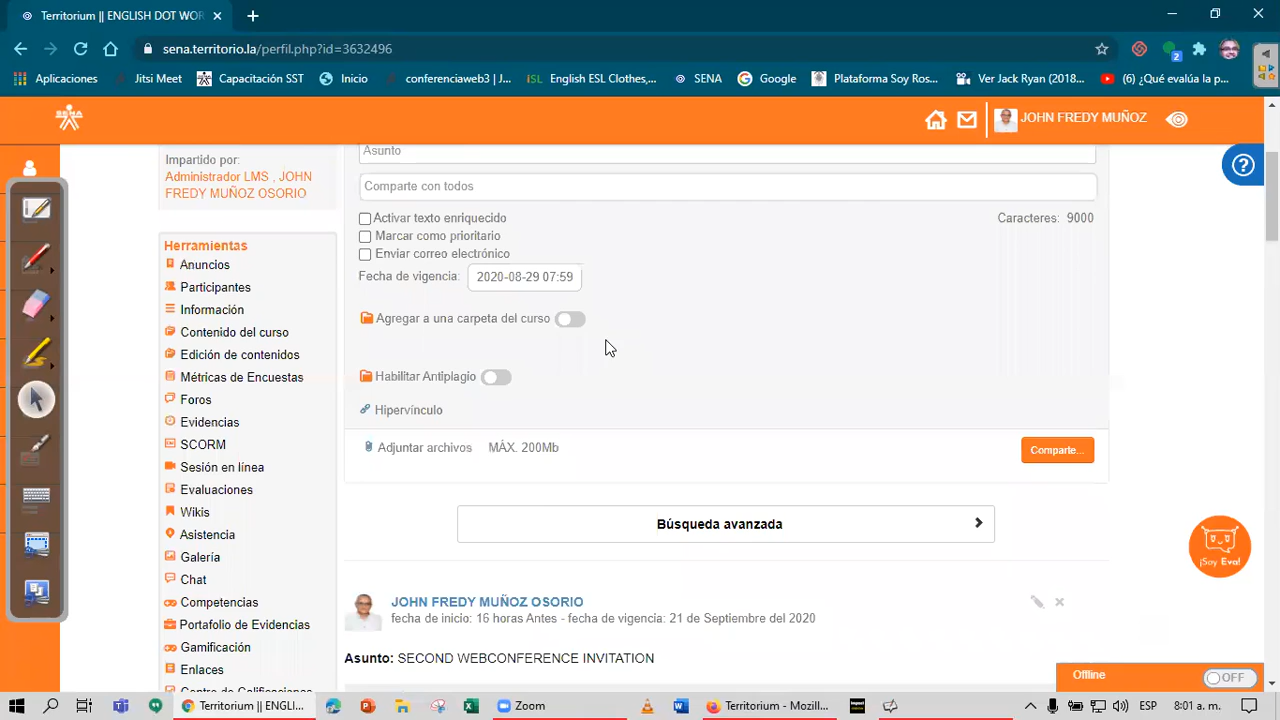 Territorium || ENGLISH DOT WOR
sena.territorio.la/perfil.php?id=3632496
Aplicaciones
Jitsi Meet
Capacitación SST
Inicio
conferenciaweb3 | J...
English ESL Clothes,...
SENA
Google
Plataforma Soy Ros...
Ver Jack Ryan (2018...
(6) ¿Qué evalúa la p...
SENA
JOHN FREDY MUÑOZ
Impartido por:
Administrador LMS , JOHN
FREDY MUÑOZ OSORIO
Herramientas
Anuncios
Participantes
Información
Contenido del curso
Edición de contenidos
Métricas de Encuestas
Foros
Evidencias
SCORM
Sesión en línea
Evaluaciones
Wikis
Asistencia
Galería
Chat
Competencias
Portafolio de Evidencias
Gamificación
Enlaces
Centro de Calificaciones
Asunto
Comparte con todos
Activar texto enriquecido
Caracteres: 9000
Marcar como prioritario
Enviar correo electrónico
Fecha de vigencia: 2020-08-29 07:59
Agregar a una carpeta del curso
Habilitar Antiplagio
Hipervínculo
Adjuntar archivos MÁX. 200Mb
Comparte...
Búsqueda avanzada
JOHN FREDY MUÑOZ OSORIO
fecha de inicio: 16 horas Antes - fecha de vigencia: 21 de Septiembre del 2020
Asunto: SECOND WEBCONFERENCE INVITATION
¡Soy Eva!
Offline
OFF
Territorium || ENGLI...
Zoom
Territorium - Mozill...
ESP
8:01 a. m.